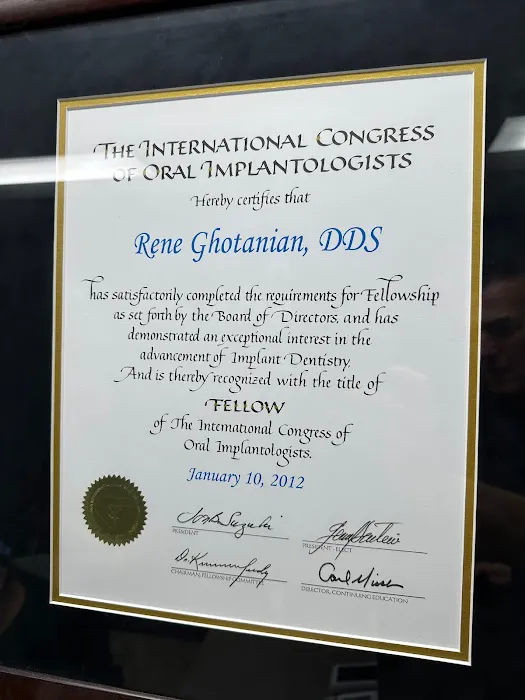 THE INTERNATIONAL CONGRESS
OF ORAL IMPLANTOLOGISTS
Hereby certifies that
Rene Ghotanian, DDS
has satisfactorily completed the requirements for Fellowship
as set forth by the Board of Directors, and has
demonstrated an exceptional interest in the
advancement of Implant Dentistry,
And is thereby recognized with the title of
FELLOW
of The International Congress of
Oral Implantologists.
January 10, 2012
PRESIDENT
PRESIDENT - ELECT
CHAIRMAN, FELLOWSHIP COMMITTEE
DIRECTOR, CONTINUING EDUCATION